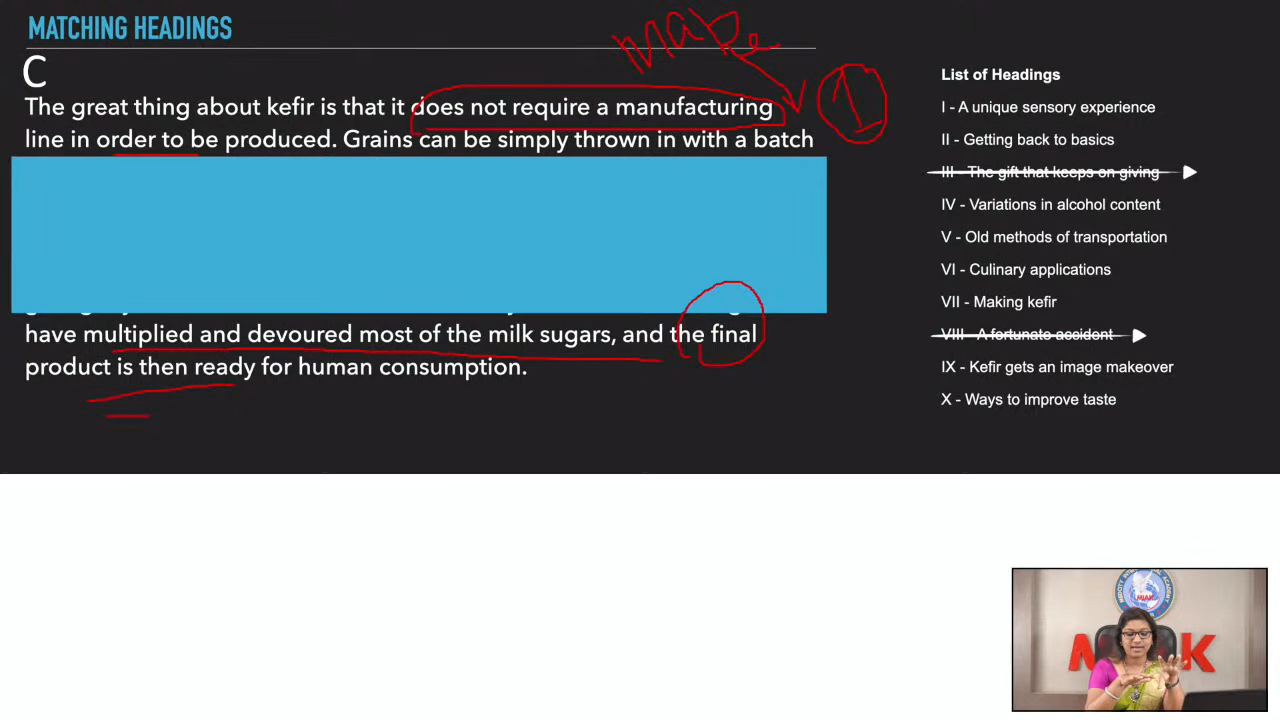 MATCHING HEADINGS
make
1
C
The great thing about kefir is that it does not require a manufacturing
line in order to be produced. Grains can be simply thrown in with a batch
have multiplied and devoured most of the milk sugars, and the final
product is then ready for human consumption.
List of Headings
I - A unique sensory experience
II - Getting back to basics
III - The gift that keeps on giving
IV - Variations in alcohol content
V - Old methods of transportation
VI - Culinary applications
VII - Making kefir
VIII - A fortunate accident
IX - Kefir gets an image makeover
X - Ways to improve taste
MIAK